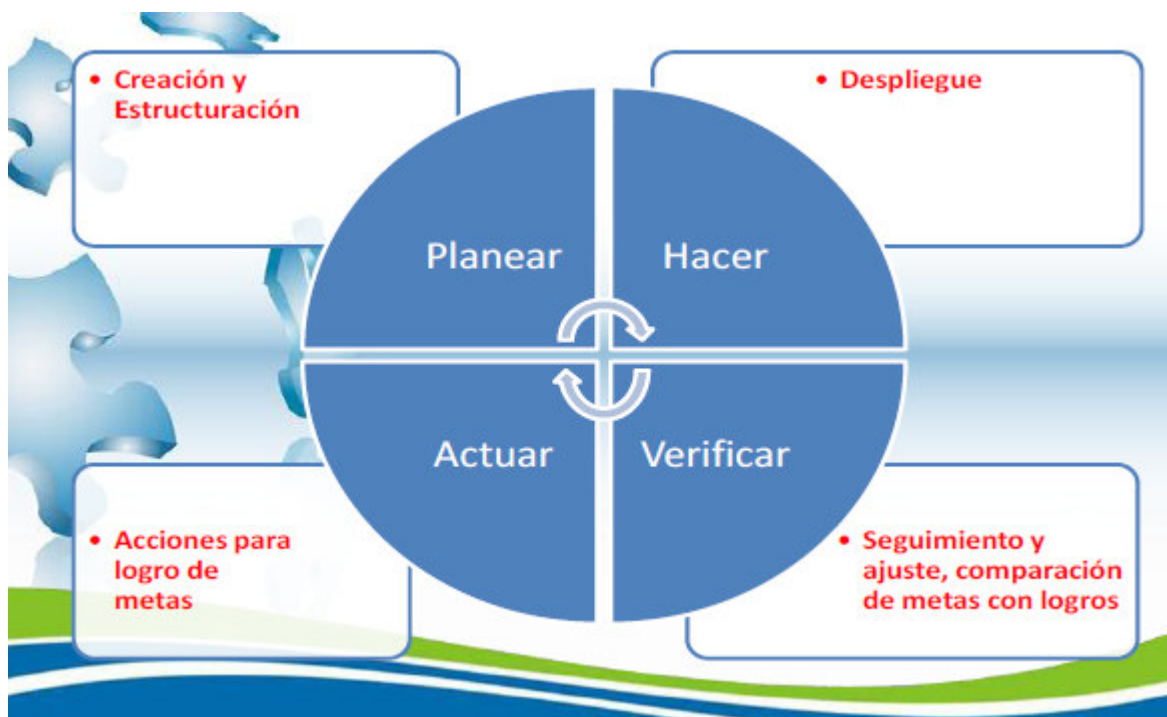 • Creación y
Estructuración
• Despliegue
Planear
Hacer
Actuar
Verificar
• Acciones para
logro de
metas
• Seguimiento y
ajuste, comparación
de metas con logros